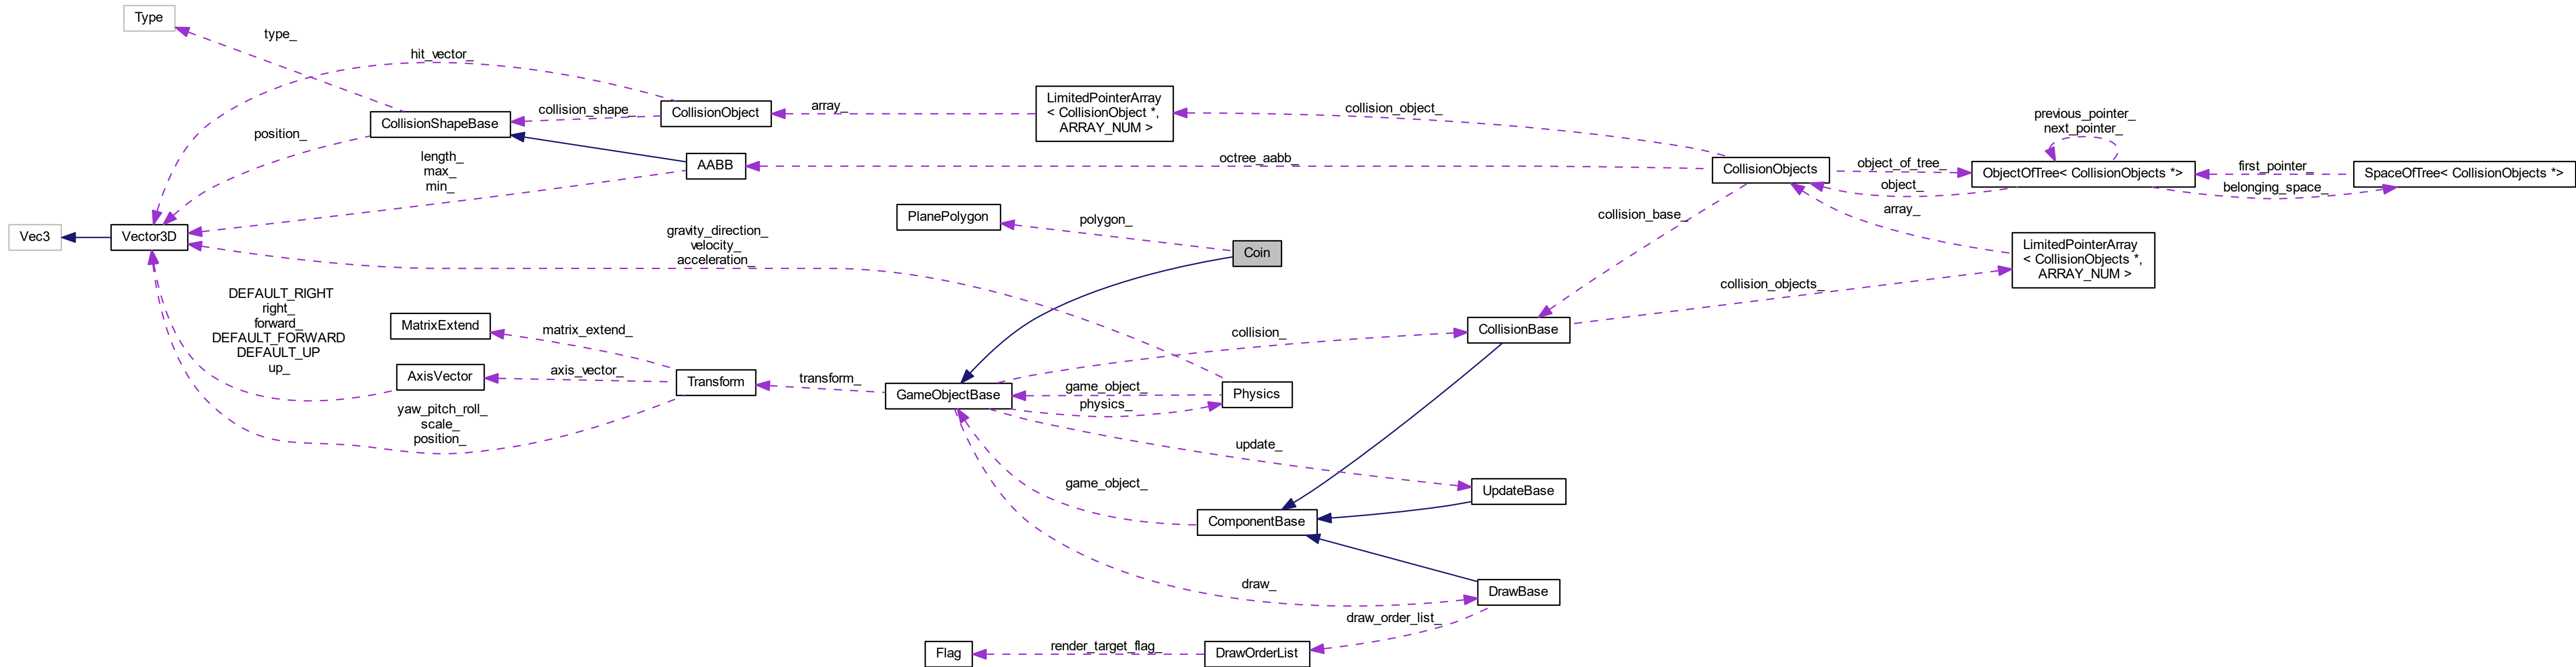 Type
type_
hit_vector_
CollisionShapeBase
collision_shape_
CollisionObject
array_
LimitedPointerArray
< CollisionObject *,
ARRAY_NUM >
collision_object_
position_
length_
max_
min_
AABB
octree_aabb_
CollisionObjects
object_of_tree_
object_
previous_pointer_
next_pointer_
ObjectOfTree< CollisionObjects *>
first_pointer_
belonging_space_
SpaceOfTree< CollisionObjects *>
Vec3
Vector3D
PlanePolygon
polygon_
Coin
collision_base_
array_
LimitedPointerArray
< CollisionObjects *,
ARRAY_NUM >
gravity_direction_
velocity_
acceleration_
collision_objects_
DEFAULT_RIGHT
right_
forward_
DEFAULT_FORWARD
DEFAULT_UP
up_
MatrixExtend
matrix_extend_
collision_
CollisionBase
AxisVector
axis_vector_
Transform
transform_
GameObjectBase
game_object_
physics_
Physics
yaw_pitch_roll_
scale_
position_
update_
game_object_
UpdateBase
ComponentBase
draw_
DrawBase
draw_order_list_
Flag
render_target_flag_
DrawOrderList